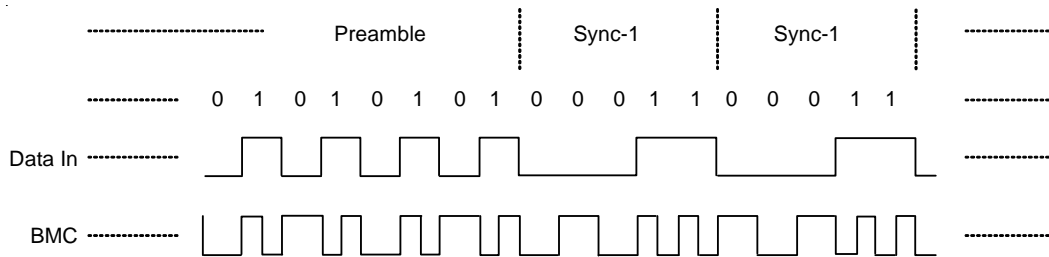 Preamble Sync-1 Sync-1
0 1 0 1 0 1 0 1 0 0 0 1 1 0 0 0 1 1
Data In
BMC